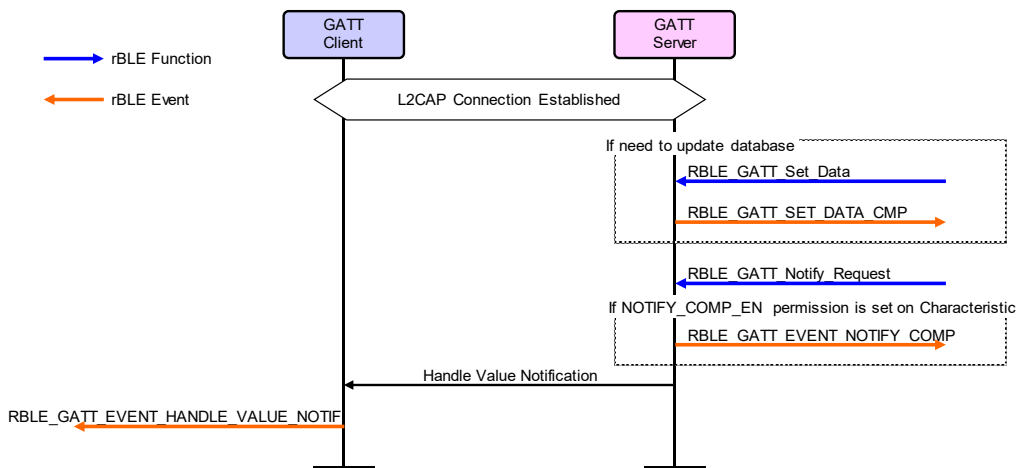 GATT
Client
GATT
Server
rBLE Function
rBLE Event
L2CAP Connection Established
If need to update database
RBLE_GATT_Set_Data
RBLE_GATT_SET_DATA_CMP
RBLE_GATT_Notify_Request
If NOTIFY_COMP_EN permission is set on Characteristic
RBLE_GATT_EVENT_NOTIFY_COMP
Handle Value Notification
RBLE_GATT_EVENT_HANDLE_VALUE_NOTIF